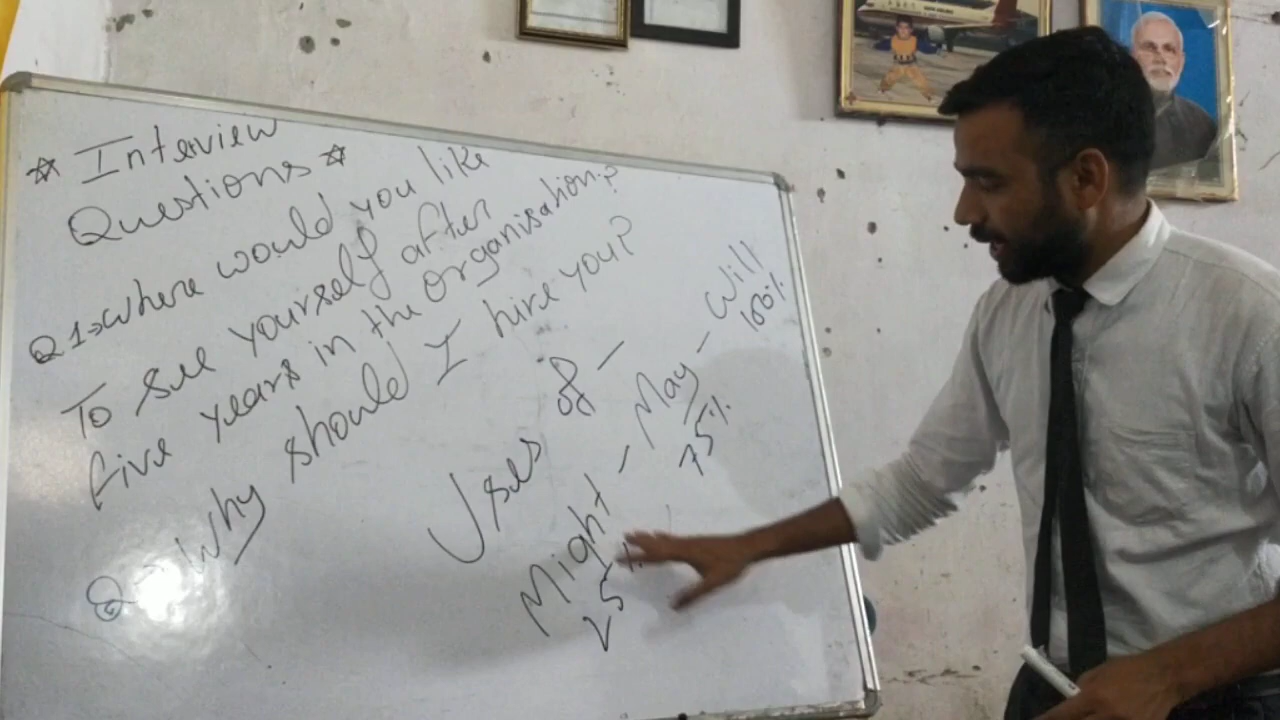 ☆ Interview
Questions ☆
Q1→ Where would you like
To see yourself after
five years in the organisation?
Q- Why should I hire you?
Uses of -
Might - May - Will
25% 75% 100%